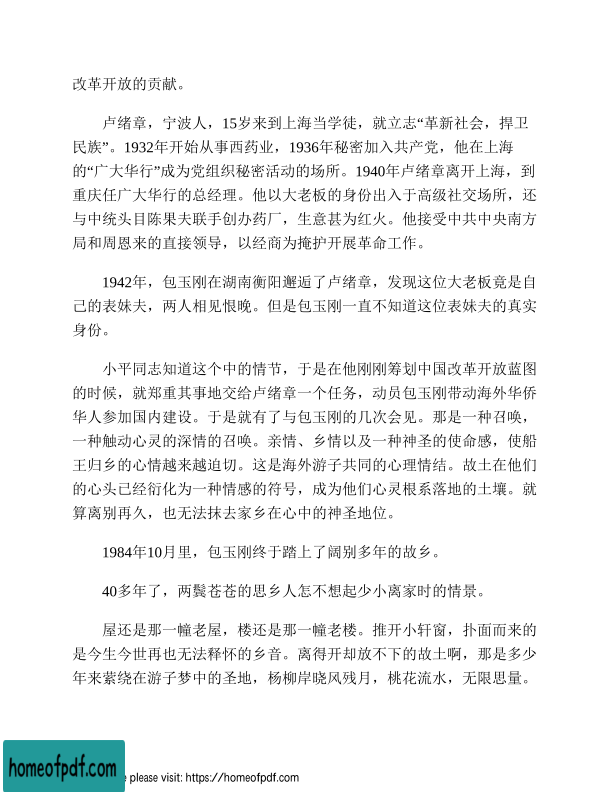 改革开放的贡献。
卢绪章，宁波人，15岁来到上海当学徒，就立志“革新社会，捍卫
民族”。1932年开始从事西药业，1936年秘密加入共产党，他在上海
的“广大华行”成为党组织秘密活动的场所。1940年卢绪章离开上海，到
重庆任广大华行的总经理。他以大老板的身份出入于高级社交场所，还
与中统头目陈果夫联手创办药厂，生意甚为红火。他接受中共中央南方
局和周恩来的直接领导，以经商为掩护开展革命工作。
1942年，包玉刚在湖南衡阳邂逅了卢绪章，发现这位大老板竟是自
己的表妹夫，两人相见恨晚。但是包玉刚一直不知道这位表妹夫的真实
身份。
小平同志知道这个中的情节，于是在他刚刚筹划中国改革开放蓝图
的时候，就郑重其事地交给卢绪章一个任务，动员包玉刚带动海外华侨
华人参加国内建设。于是就有了与包玉刚的几次会见。那是一种召唤，
一种触动心灵的深情的召唤。亲情、乡情以及一种神圣的使命感，使船
王归乡的心情越来越迫切。这是海外游子共同的心理情结。故土在他们
的心头已经衍化为一种情感的符号，成为他们心灵根系落地的土壤。就
算离别再久，也无法抹去家乡在心中的神圣地位。
1984年10月里，包玉刚终于踏上了阔别多年的故乡。
40多年了，两鬓苍苍的思乡人怎不想起少小离家时的情景。
屋还是那一幢老屋，楼还是那一幢老楼。推开小轩窗，扑面而来的
是今生今世再也无法释怀的乡音。离得开却放不下的故土啊，那是多少
年来萦绕在游子梦中的圣地，杨柳岸晓风残月，桃花流水，无限思量。
homeofpdf.com
e please visit: https://homeofpdf.com